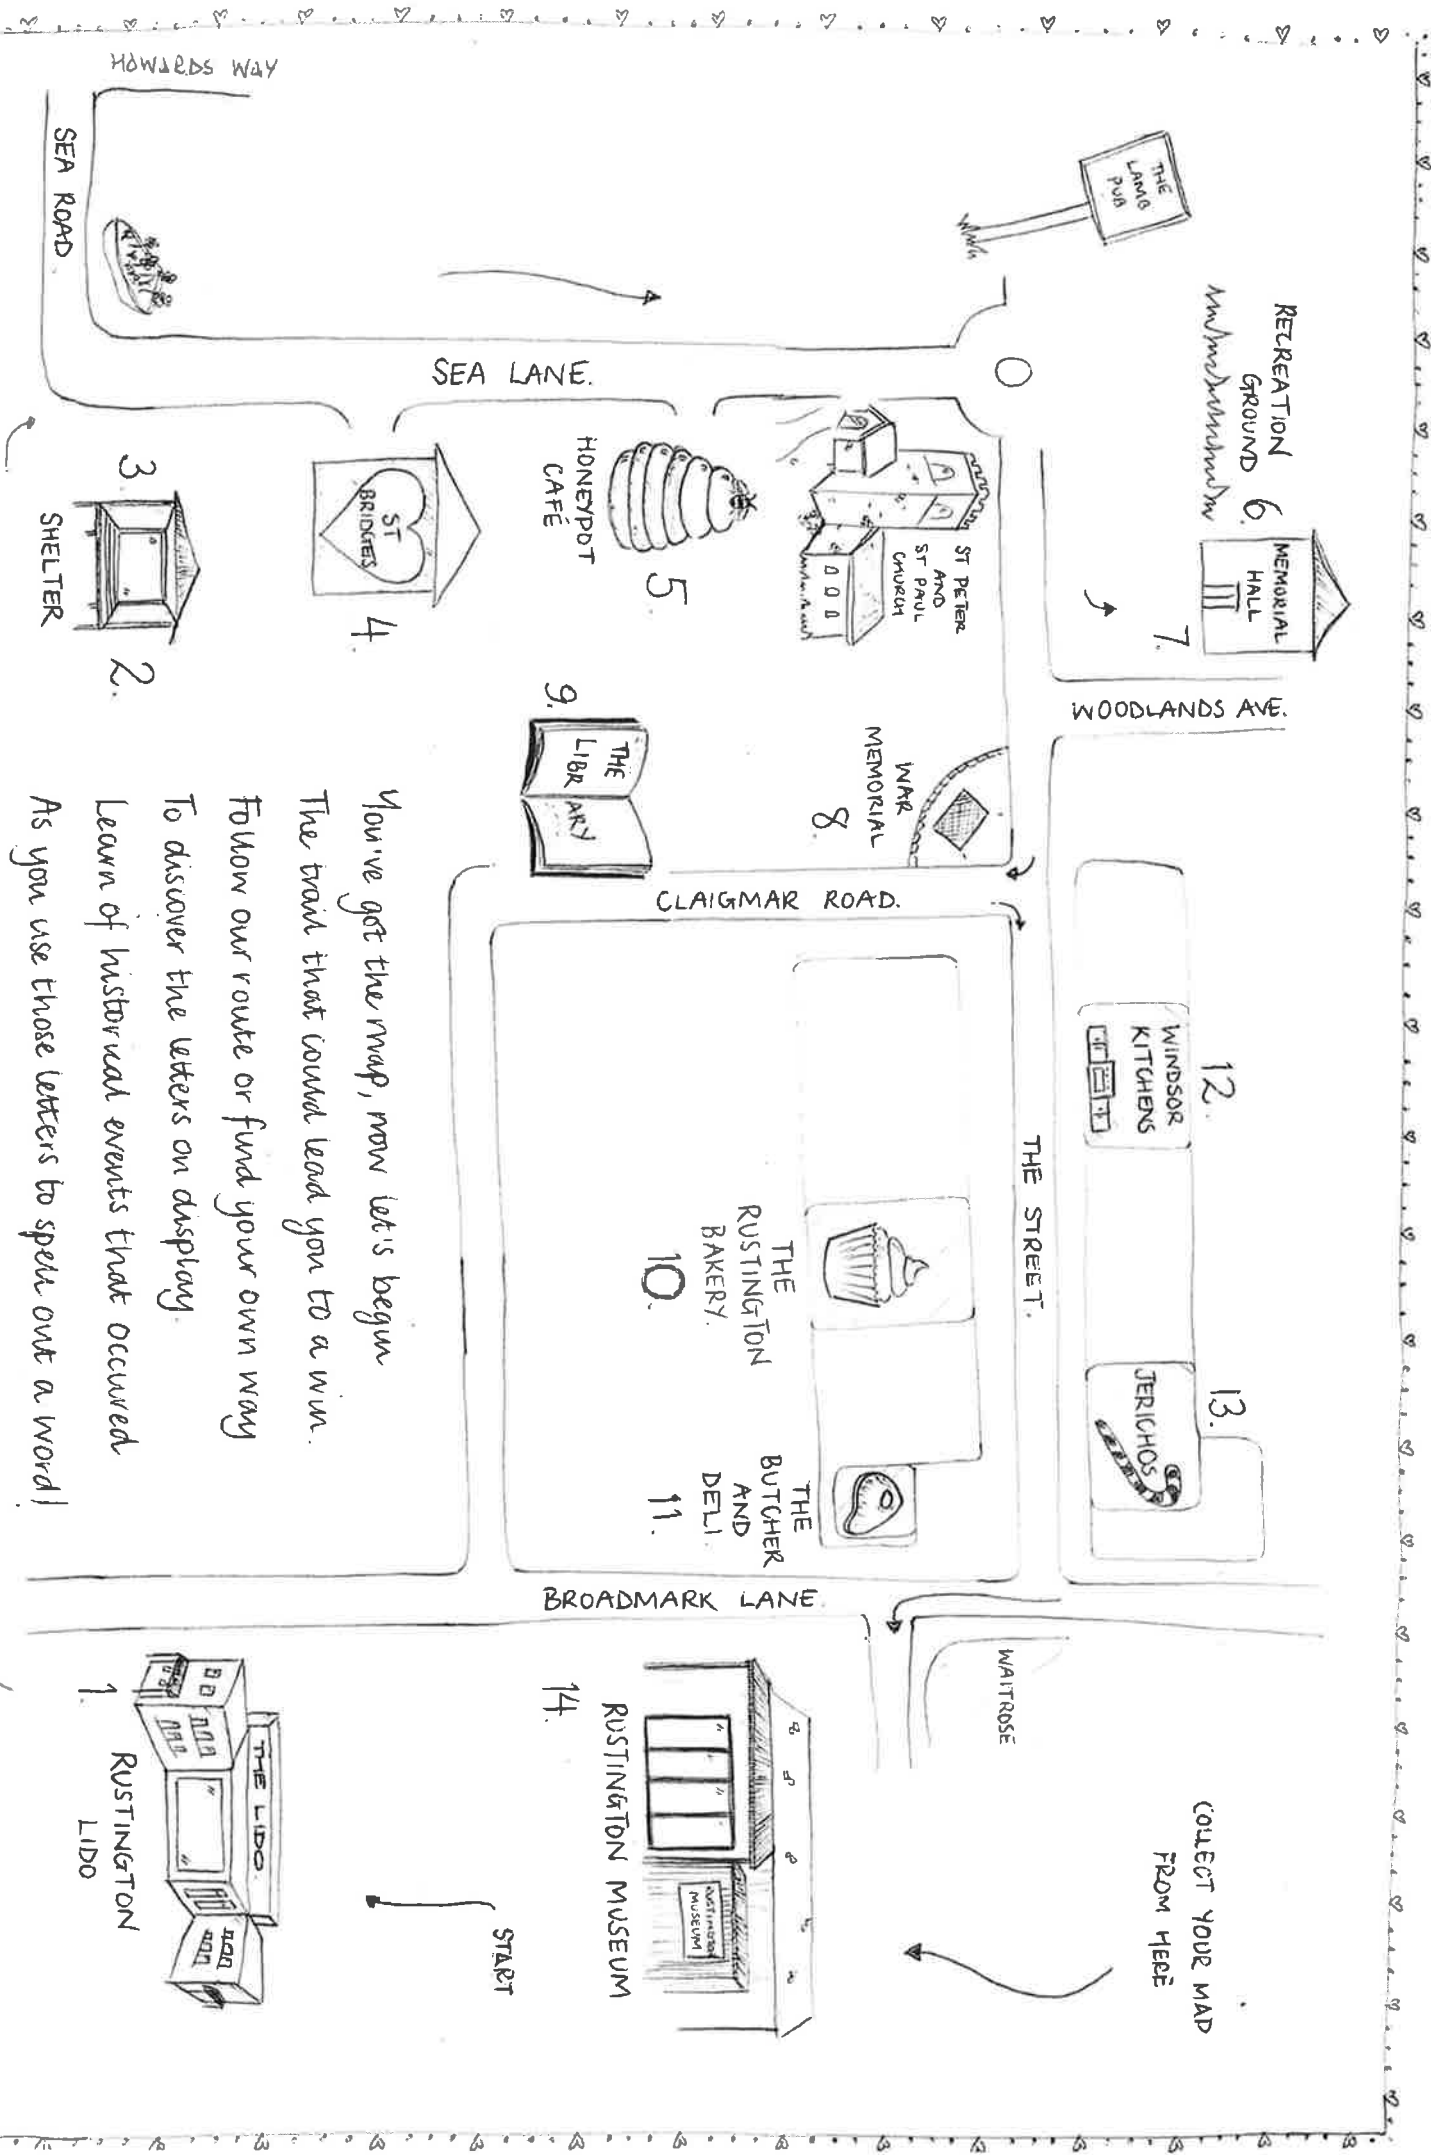 HOWARDS WAY
SEA ROAD
THE
LAMB
PUB
SEA LANE.
RECREATION
GROUND 6.
MEMORIAL
HALL
7.
WOODLANDS AVE.
ST PETER
AND
ST PAUL
CHURCH
HONEYPOT
CAFÉ
5.
ST
BRIDGES
4.
3.
SHELTER
2.
WAR
MEMORIAL
8.
9.
THE
LIBR ARY
CLAIGMAR ROAD.
THE STREET.
12.
WINDSOR
KITCHENS
13.
JERICHOS
THE
RUSTINGTON
BAKERY.
10.
THE
BUTCHER
AND
DELI.
11.
BROADMARK LANE.
WAITROSE
COLLECT YOUR MAD
FROM HERE
RUSTINGTON
MUSEUM
RUSTINGTON MUSEUM
14.
START
THE LIDO.
RUSTINGTON
LIDO
1.
You've got the map, now let's begin
The trail that could lead you to a win.
Follow our route or find your own way
To discover the letters on display.
Learn of historical events that occured
As you use those letters to spell out a word!